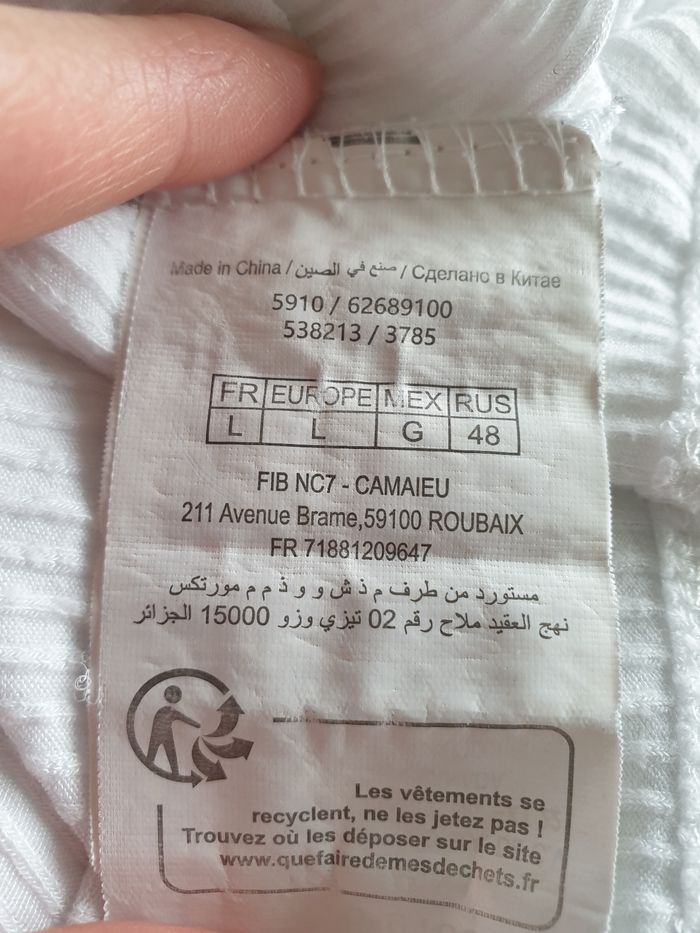 Made in China / صنع في الصين / Сделано в Китае
5910 / 62689100
538213 / 3785
FR EUROPE MEX RUS
L L G 48
FIB NC7 - CAMAIEU
211 Avenue Brame,59100 ROUBAIX
FR 71881209647
مستورد من طرف م ذ ش و و ذ م م مورتكس
نهج العقيد ملاح رقم 02 تيزي وزو 15000 الجزائر
Les vêtements se
recyclent, ne les jetez pas !
Trouvez où les déposer sur le site
www.quefairedemesdechets.fr